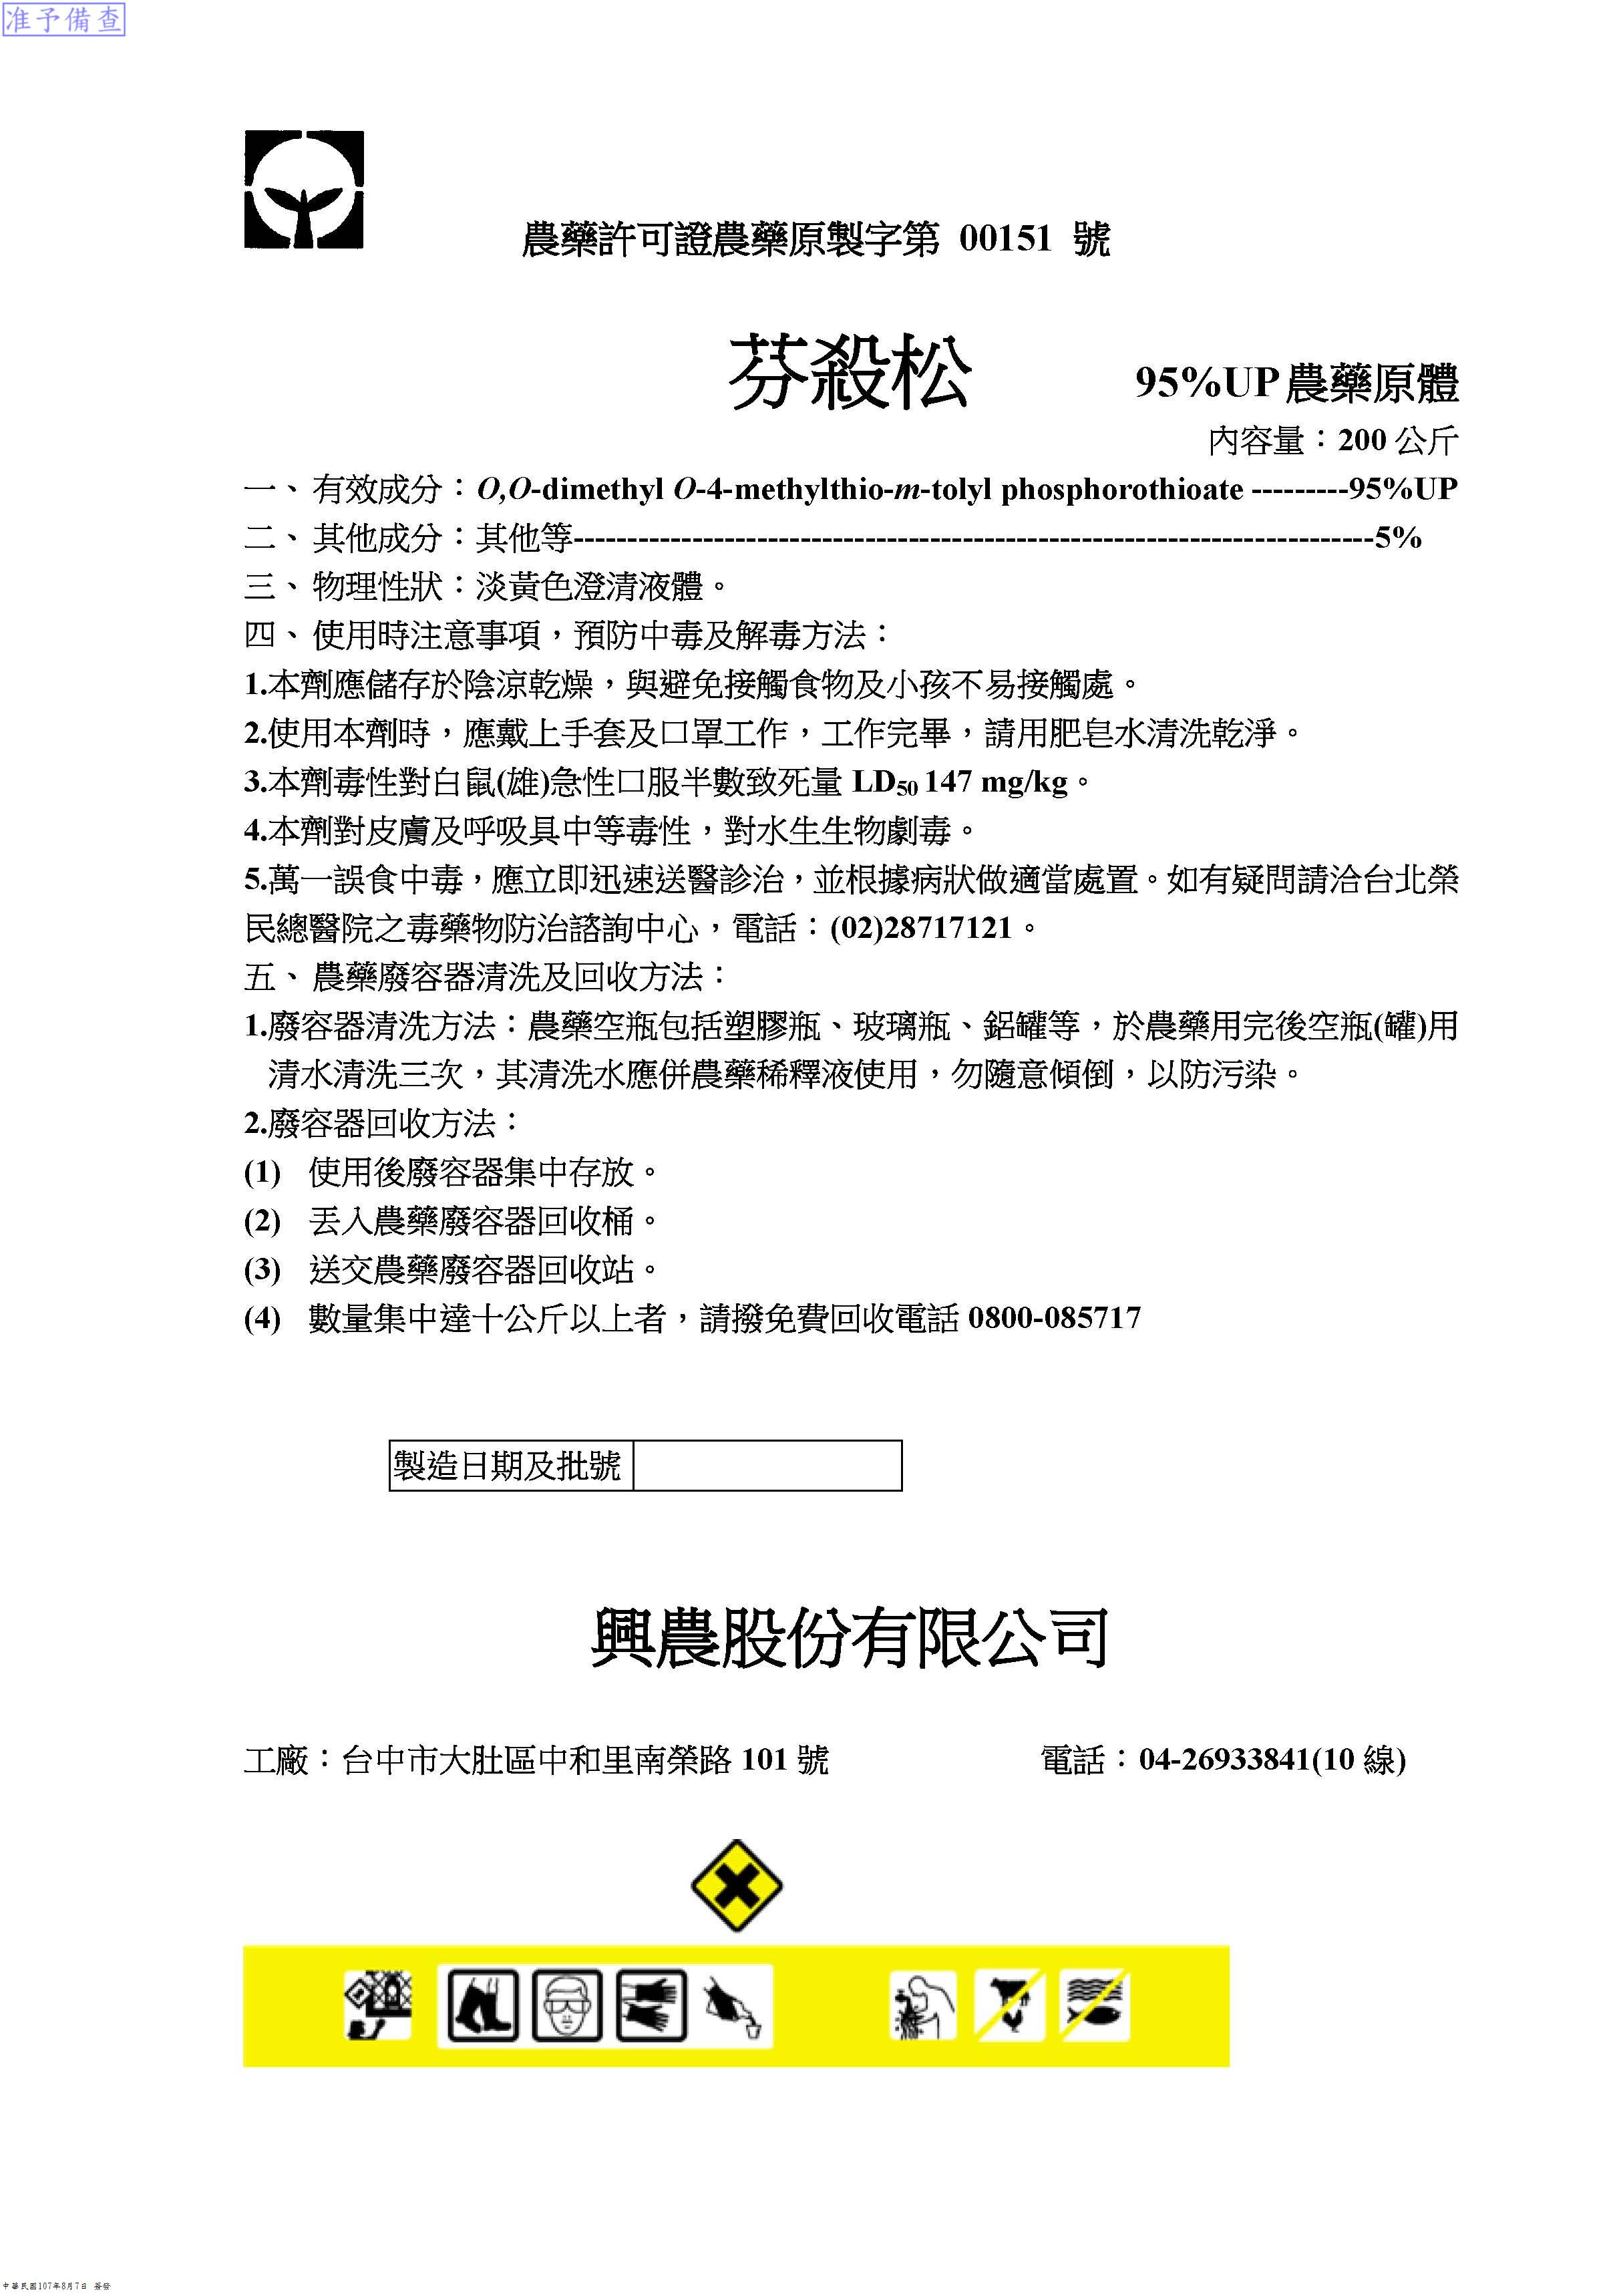 准予備查
農藥許可證農藥原製字第 00151 號
芬殺松 95%UP農藥原體
內容量：200 公斤
一、 有效成分：O,O-dimethyl O-4-methylthio-m-tolyl phosphorothioate ---------95%UP
二、 其他成分：其他等---------------------------------------------------------------------------5%
三、 物理性狀：淡黃色澄清液體。
四、 使用時注意事項，預防中毒及解毒方法：
1.本劑應儲存於陰涼乾燥，與避免接觸食物及小孩不易接觸處。
2.使用本劑時，應戴上手套及口罩工作，工作完畢，請用肥皂水清洗乾淨。
3.本劑毒性對白鼠(雄)急性口服半數致死量 LD50 147 mg/kg。
4.本劑對皮膚及呼吸具中等毒性，對水生生物劇毒。
5.萬一誤食中毒，應立即迅速送醫診治，並根據病狀做適當處置。如有疑問請洽台北榮
民總醫院之毒藥物防治諮詢中心，電話：(02)28717121。
五、 農藥廢容器清洗及回收方法：
1.廢容器清洗方法：農藥空瓶包括塑膠瓶、玻璃瓶、鋁罐等，於農藥用完後空瓶(罐)用
清水清洗三次，其清洗水應併農藥稀釋液使用，勿隨意傾倒，以防污染。
2.廢容器回收方法：
(1) 使用後廢容器集中存放。
(2) 丟入農藥廢容器回收桶。
(3) 送交農藥廢容器回收站。
(4) 數量集中達十公斤以上者，請撥免費回收電話 0800-085717
製造日期及批號
興農股份有限公司
工廠：台中市大肚區中和里南榮路 101 號 電話：04-26933841(10 線)
中華民國107年8月7日 簽發